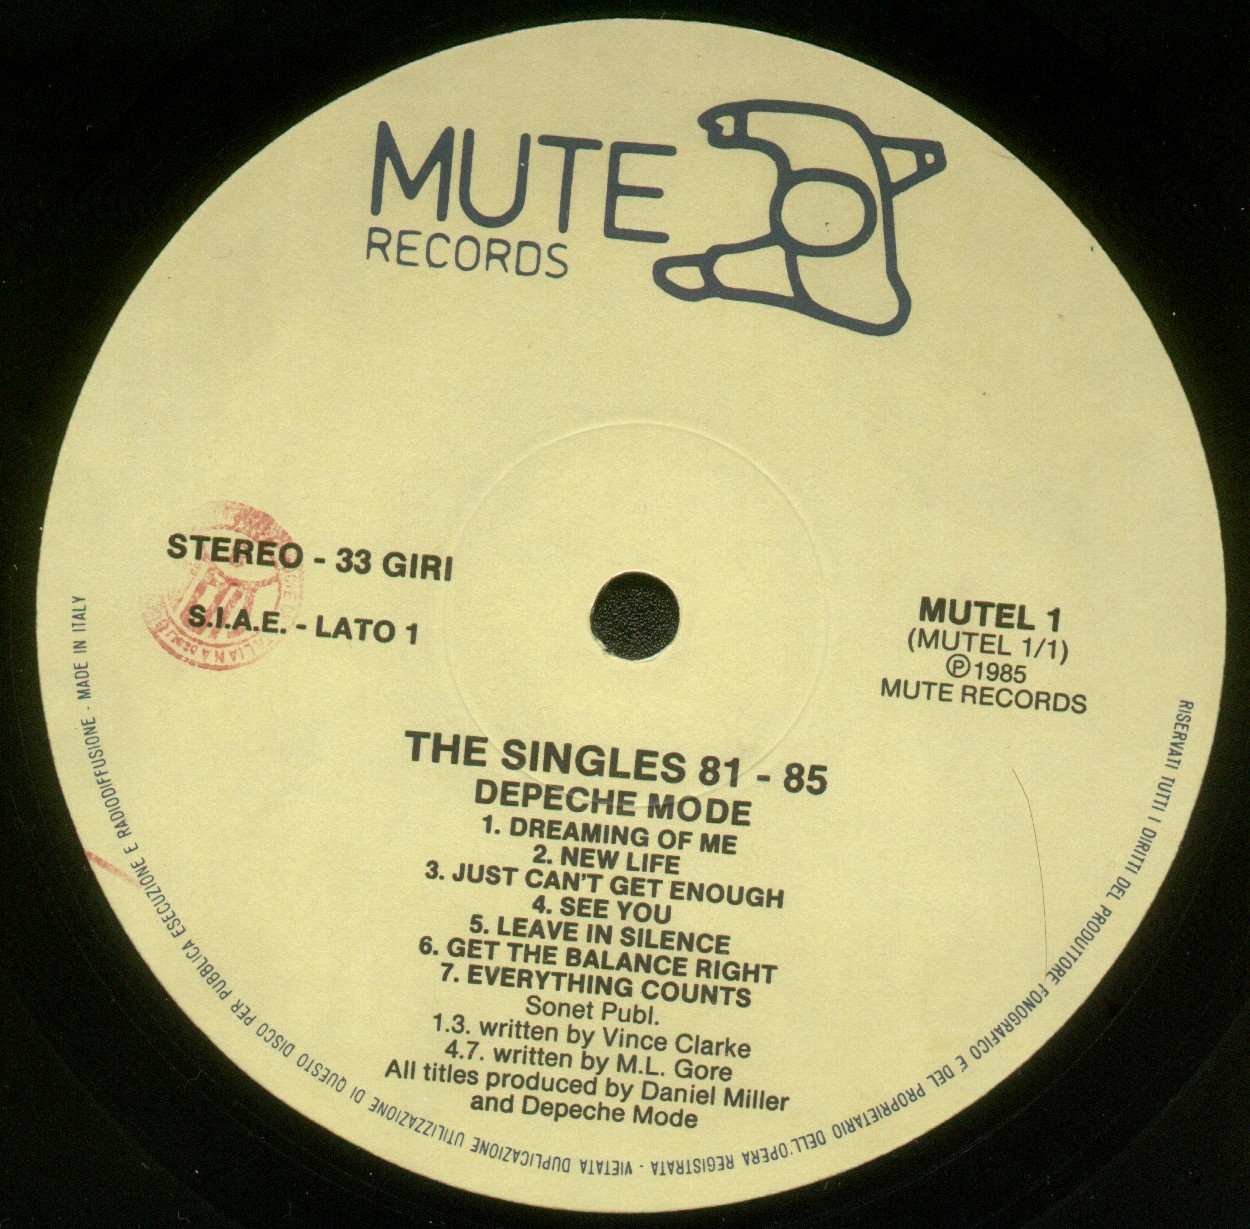 MUTE
RECORDS
STEREO - 33 GIRI
S.I.A.E. - LATO 1
MUTEL 1
(MUTEL 1/1)
Ⓟ1985
MUTE RECORDS
THE SINGLES 81 - 85
DEPECHE MODE
1. DREAMING OF ME
2. NEW LIFE
3. JUST CAN'T GET ENOUGH
4. SEE YOU
5. LEAVE IN SILENCE
6. GET THE BALANCE RIGHT
7. EVERYTHING COUNTS
Sonet Publ.
1.3. written by Vince Clarke
4.7. written by M.L. Gore
All titles produced by Daniel Miller
and Depeche Mode
RISERVATI TUTTI I DIRITTI DEL PRODUTTORE FONOGRAFICO E DEL PROPRIETARIO DELL'OPERA REGISTRATA - VIETATA DUPLICAZIONE UTILIZZAZIONE DI QUESTO DISCO PER PUBBLICA ESECUZIONE E RADIODIFFUSIONE - MADE IN ITALY